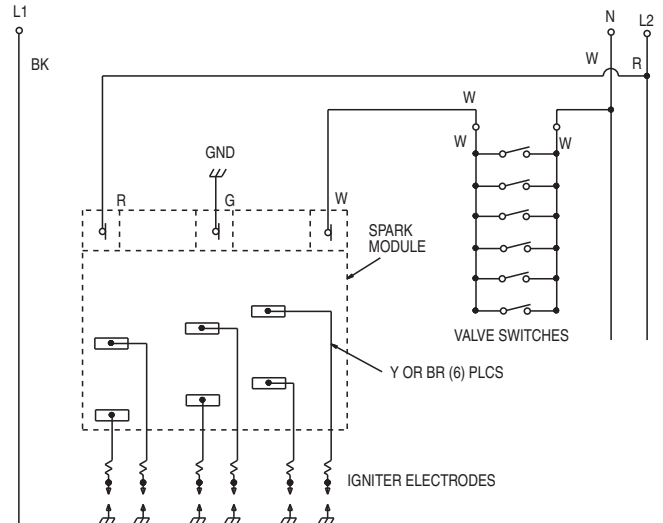 L1
N
L2
BK
W
R
W
W
W
GND
R
G
W
SPARK
MODULE
VALVE SWITCHES
Y OR BR (6) PLCS
IGNITER ELECTRODES